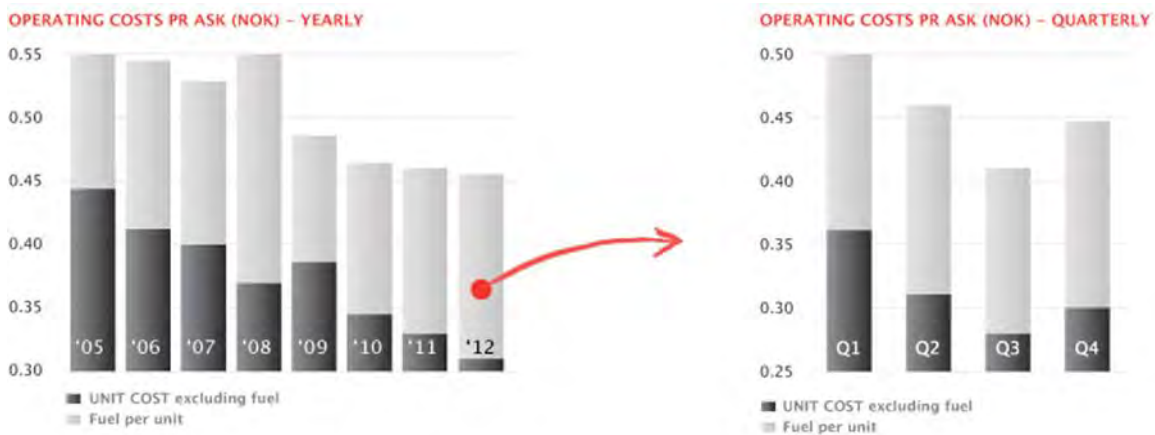 OPERATING COSTS PR ASK (NOK) – YEARLY
0.55
0.50
0.45
0.40
0.35
0.30
‘05 ‘06 ‘07 ‘08 ‘09 ‘10 ‘11 ‘12
UNIT COST excluding fuel
Fuel per unit
OPERATING COSTS PR ASK (NOK) – QUARTERLY
0.50
0.45
0.40
0.35
0.30
0.25
Q1 Q2 Q3 Q4
UNIT COST excluding fuel
Fuel per unit